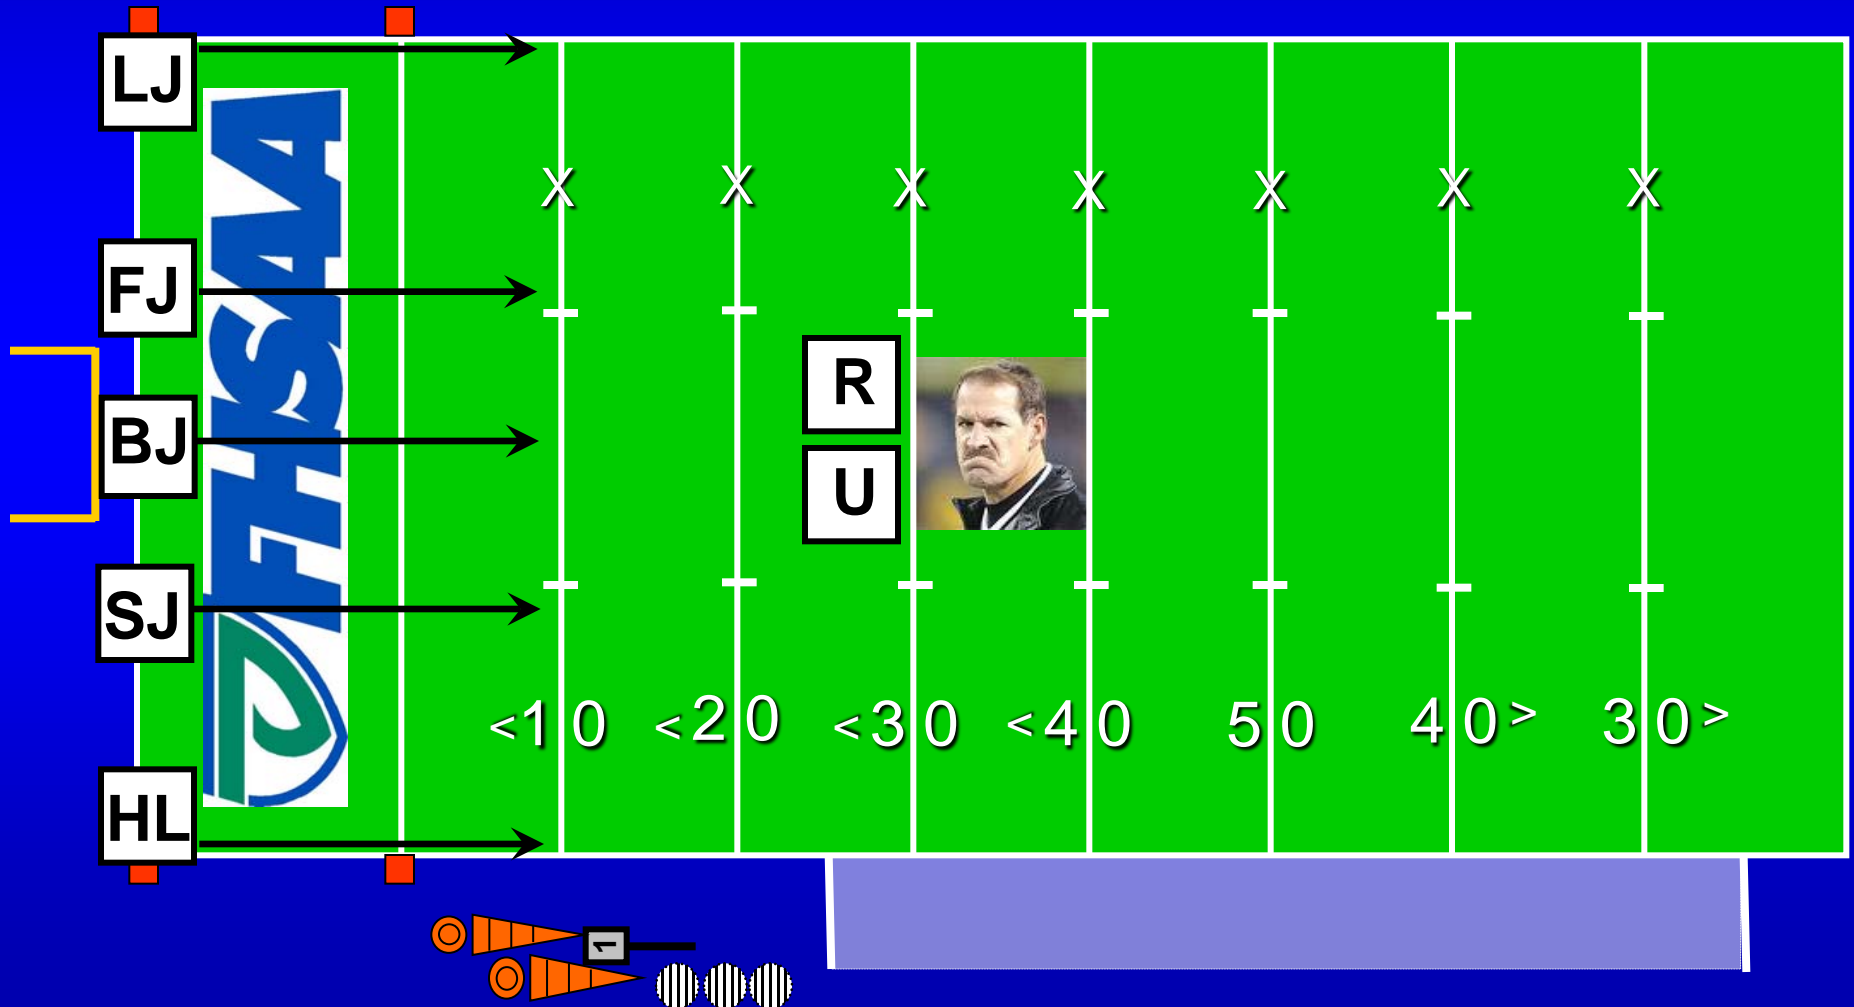 LJ
FJ
BJ
SJ
HL
FHSAA
R
U
X X X X X X X
<10 <20 <30 <40 50 40> 30>
1